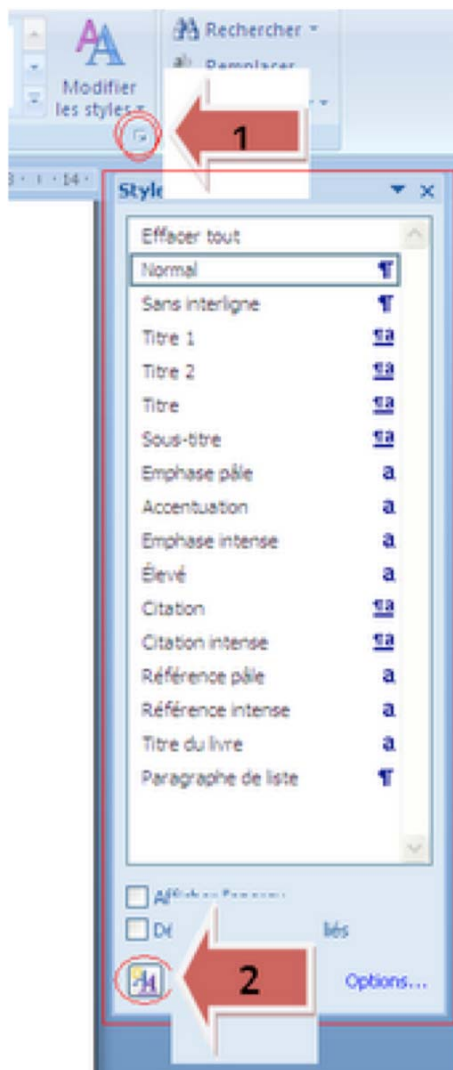 Rechercher
Remplacer
Modifier
les styles
1
14
Style
Effacer tout
Normal
Sans interligne
Titre 1
Titre 2
Titre
Sous-titre
Emphase pâle
Accentuation
Emphase intense
Élevé
Citation
Citation intense
Référence pâle
Référence intense
Titre du livre
Paragraphe de liste
Dé liés
2
Options...